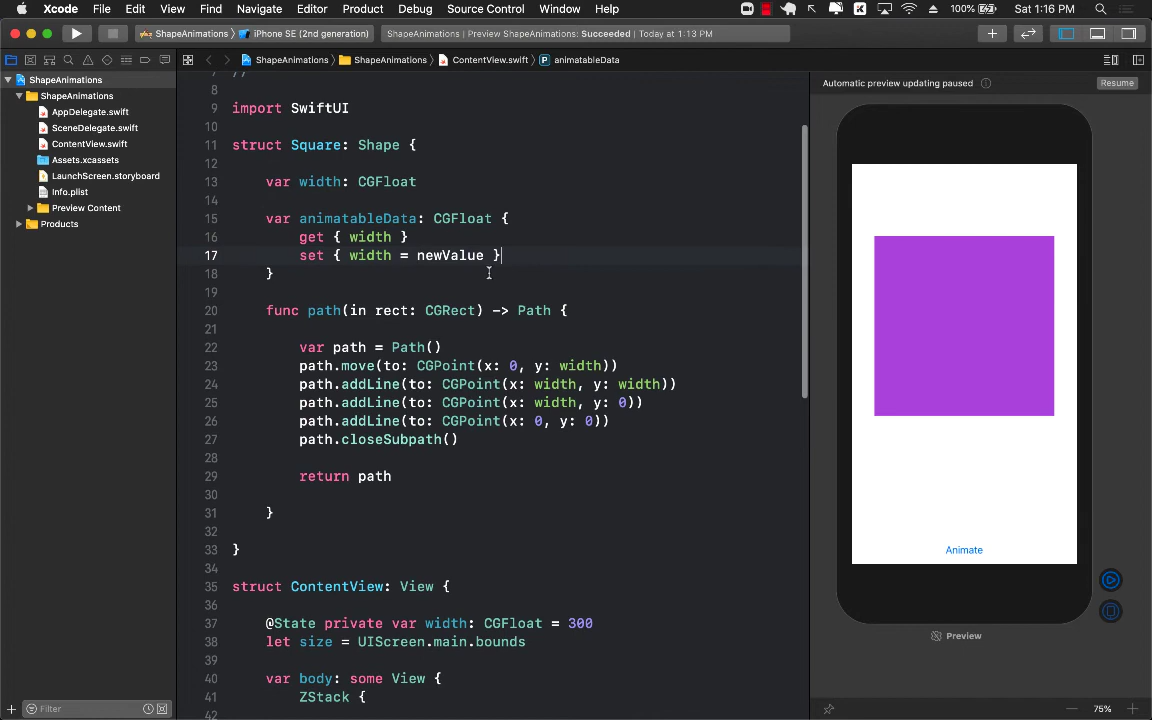 Xcode File Edit View Find Navigate Editor Product Debug Source Control Window Help 100% Sat 1:16 PM
ShapeAnimations iPhone SE (2nd generation) ShapeAnimations | Preview ShapeAnimations: Succeeded | Today at 1:13 PM
ShapeAnimations ShapeAnimations ContentView.swift P animatableData
ShapeAnimations
ShapeAnimations
AppDelegate.swift
SceneDelegate.swift
ContentView.swift
Assets.xcassets
LaunchScreen.storyboard
Info.plist
Preview Content
Products
Filter
7 //
8
9 import SwiftUI
10
11 struct Square: Shape {
12
13 var width: CGFloat
14
15 var animatableData: CGFloat {
16 get { width }
17 set { width = newValue }
18 }
19
20 func path(in rect: CGRect) -> Path {
21
22 var path = Path()
23 path.move(to: CGPoint(x: 0, y: width))
24 path.addLine(to: CGPoint(x: width, y: width))
25 path.addLine(to: CGPoint(x: width, y: 0))
26 path.addLine(to: CGPoint(x: 0, y: 0))
27 path.closeSubpath()
28
29 return path
30
31 }
32
33 }
34
35 struct ContentView: View {
36
37 @State private var width: CGFloat = 300
38 let size = UIScreen.main.bounds
39
40 var body: some View {
41 ZStack {
42
Automatic preview updating paused Resume
Animate
Preview
75%